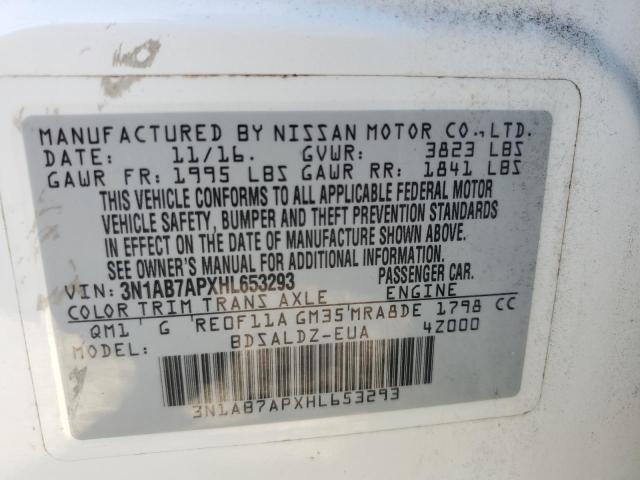 MANUFACTURED BY NISSAN MOTOR CO., LTD.
DATE: 11/16. GVWR: 3823 LBS
GAWR FR: 1995 LBS GAWR RR: 1841 LBS
THIS VEHICLE CONFORMS TO ALL APPLICABLE FEDERAL MOTOR
VEHICLE SAFETY, BUMPER AND THEFT PREVENTION STANDARDS
IN EFFECT ON THE DATE OF MANUFACTURE SHOWN ABOVE.
SEE OWNER'S MANUAL FOR ADDITIONAL INFORMATION.
VIN: 3N1AB7APXHL653293 PASSENGER CAR.
COLOR TRIM TRANS AXLE ENGINE
QM1 G RE0F11A GM35 MRA8DE 1798 CC
MODEL: BDSALDZ-EUA 4Z000
3N1AB7APXHL653293